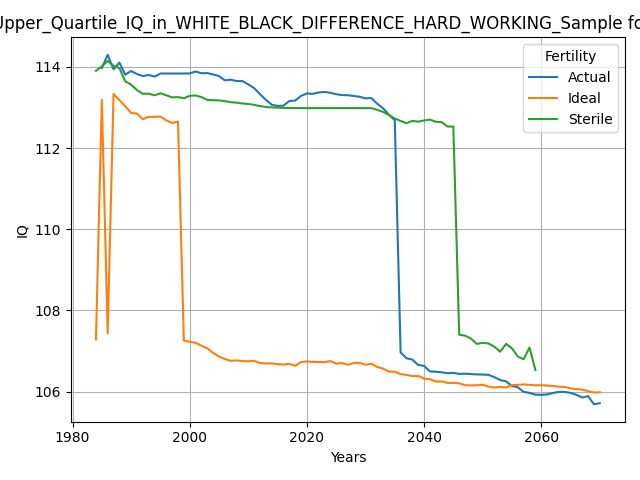 Upper_Quartile_IQ_in_WHITE_BLACK_DIFFERENCE_HARD_WORKING_Sample fo
Fertility
Actual
Ideal
Sterile
114
112
110
108
106
IQ
1980
2000
2020
2040
2060
Years